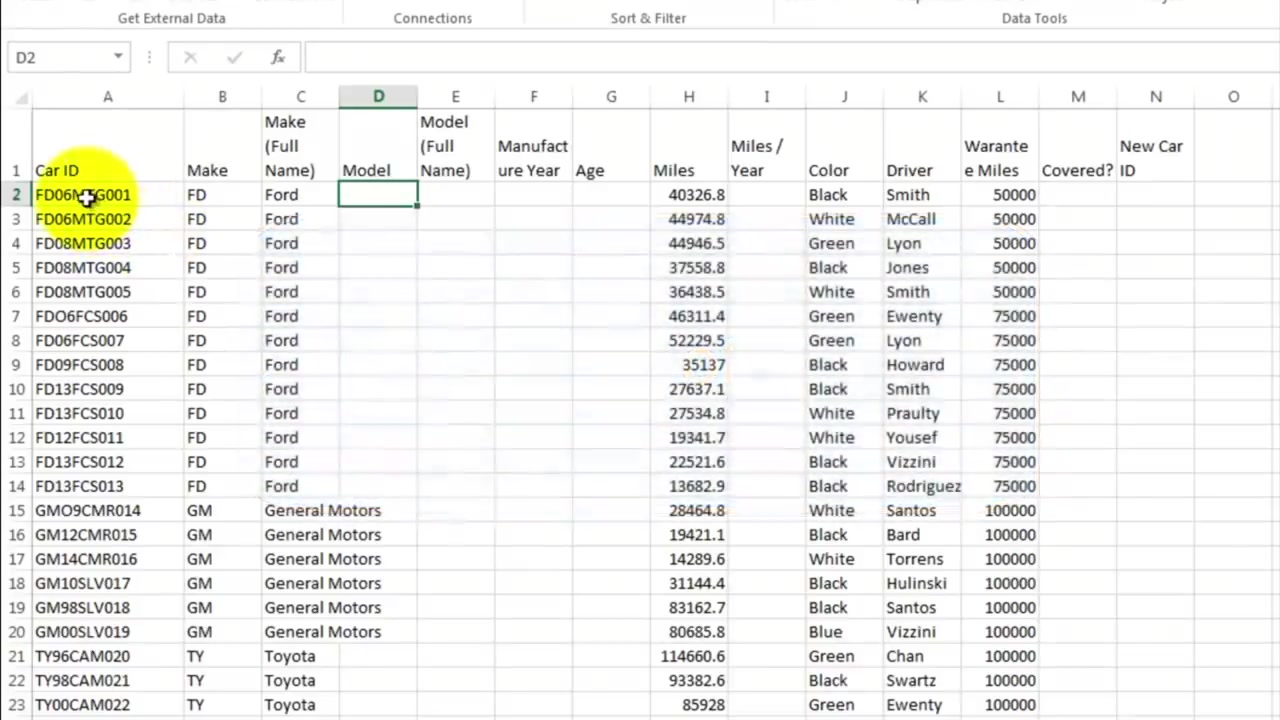 Get External Data Connections Sort & Filter Data Tools
D2 fx
A B C D E F G H I J K L M N O
Make Model
(Full (Full Manufact Miles / Warante New Car
1 Car ID Make Name) Model Name) ure Year Age Miles Year Color Driver e Miles Covered? ID
2 FD06MTG001 FD Ford 40326.8 Black Smith 50000
3 FD06MTG002 FD Ford 44974.8 White McCall 50000
4 FD08MTG003 FD Ford 44946.5 Green Lyon 50000
5 FD08MTG004 FD Ford 37558.8 Black Jones 50000
6 FD08MTG005 FD Ford 36438.5 White Smith 50000
7 FDO6FCS006 FD Ford 46311.4 Green Ewenty 75000
8 FD06FCS007 FD Ford 52229.5 Green Lyon 75000
9 FD09FCS008 FD Ford 35137 Black Howard 75000
10 FD13FCS009 FD Ford 27637.1 Black Smith 75000
11 FD13FCS010 FD Ford 27534.8 White Praulty 75000
12 FD12FCS011 FD Ford 19341.7 White Yousef 75000
13 FD13FCS012 FD Ford 22521.6 Black Vizzini 75000
14 FD13FCS013 FD Ford 13682.9 Black Rodriguez 75000
15 GMO9CMR014 GM General Motors 28464.8 White Santos 100000
16 GM12CMR015 GM General Motors 19421.1 Black Bard 100000
17 GM14CMR016 GM General Motors 14289.6 White Torrens 100000
18 GM10SLV017 GM General Motors 31144.4 Black Hulinski 100000
19 GM98SLV018 GM General Motors 83162.7 Black Santos 100000
20 GM00SLV019 GM General Motors 80685.8 Blue Vizzini 100000
21 TY96CAM020 TY Toyota 114660.6 Green Chan 100000
22 TY98CAM021 TY Toyota 93382.6 Black Swartz 100000
23 TY00CAM022 TY Toyota 85928 Green Ewenty 100000